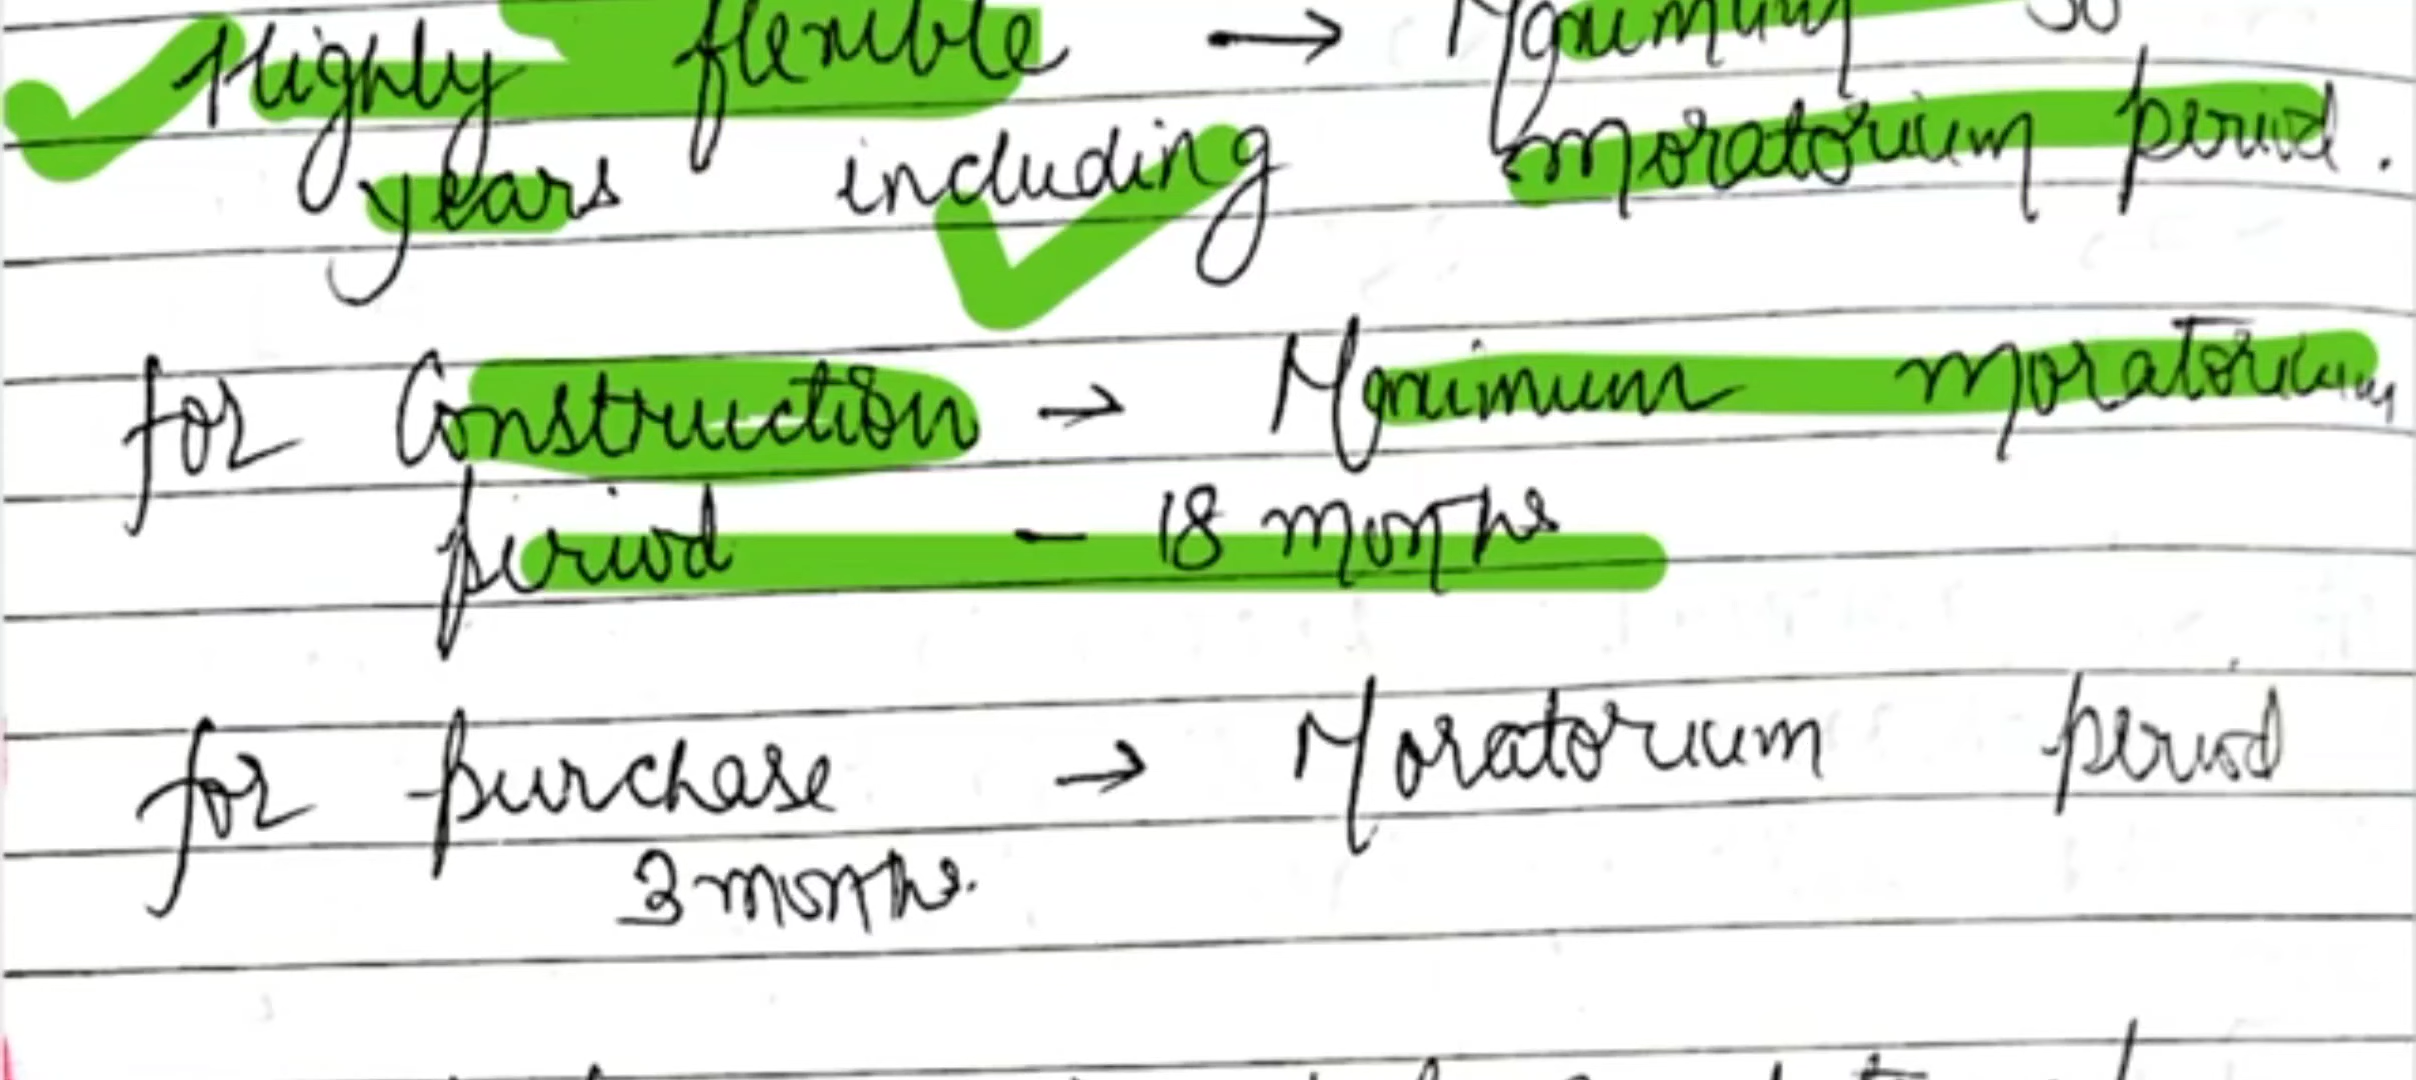 Highly flexible → Maximum 30
years including moratorium period.
for Construction → Maximum moratorium
period - 18 months
for purchase → Moratorium period
3 months.